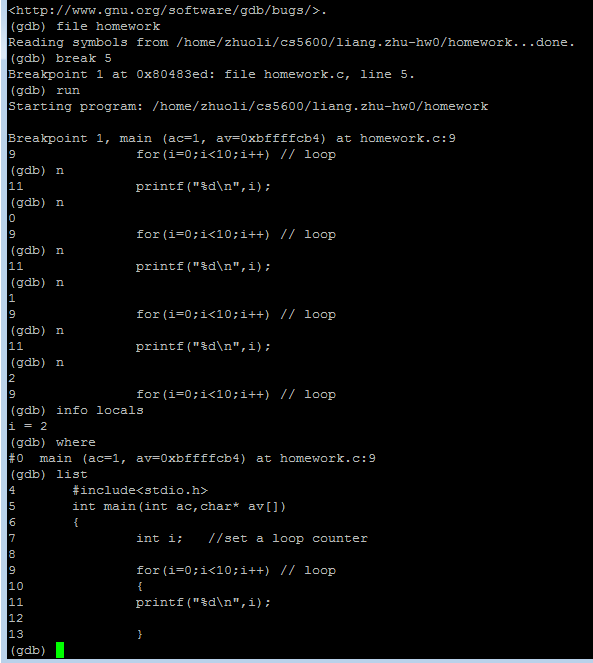 <http://www.gnu.org/software/gdb/bugs/>.
(gdb) file homework
Reading symbols from /home/zhuoli/cs5600/liang.zhu-hw0/homework...done.
(gdb) break 5
Breakpoint 1 at 0x80483ed: file homework.c, line 5.
(gdb) run
Starting program: /home/zhuoli/cs5600/liang.zhu-hw0/homework

Breakpoint 1, main (ac=1, av=0xbffffcb4) at homework.c:9
9               for(i=0;i<10;i++) // loop
(gdb) n
11              printf("%d\n",i);
(gdb) n
0
9               for(i=0;i<10;i++) // loop
(gdb) n
11              printf("%d\n",i);
(gdb) n
1
9               for(i=0;i<10;i++) // loop
(gdb) n
11              printf("%d\n",i);
(gdb) n
2
9               for(i=0;i<10;i++) // loop
(gdb) info locals
i = 2
(gdb) where
#0  main (ac=1, av=0xbffffcb4) at homework.c:9
(gdb) list
4       #include<stdio.h>
5       int main(int ac,char* av[])
6       {
7               int i;   //set a loop counter
8
9               for(i=0;i<10;i++) // loop
10              {
11              printf("%d\n",i);
12
13              }
(gdb)